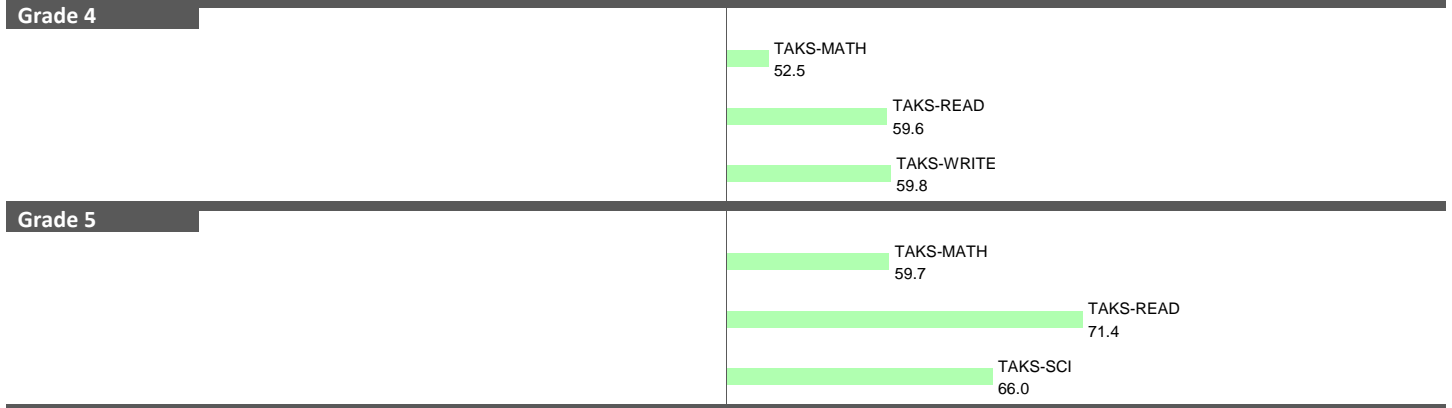 Grade 4
TAKS-MATH
52.5
TAKS-READ
59.6
TAKS-WRITE
59.8
Grade 5
TAKS-MATH
59.7
TAKS-READ
71.4
TAKS-SCI
66.0